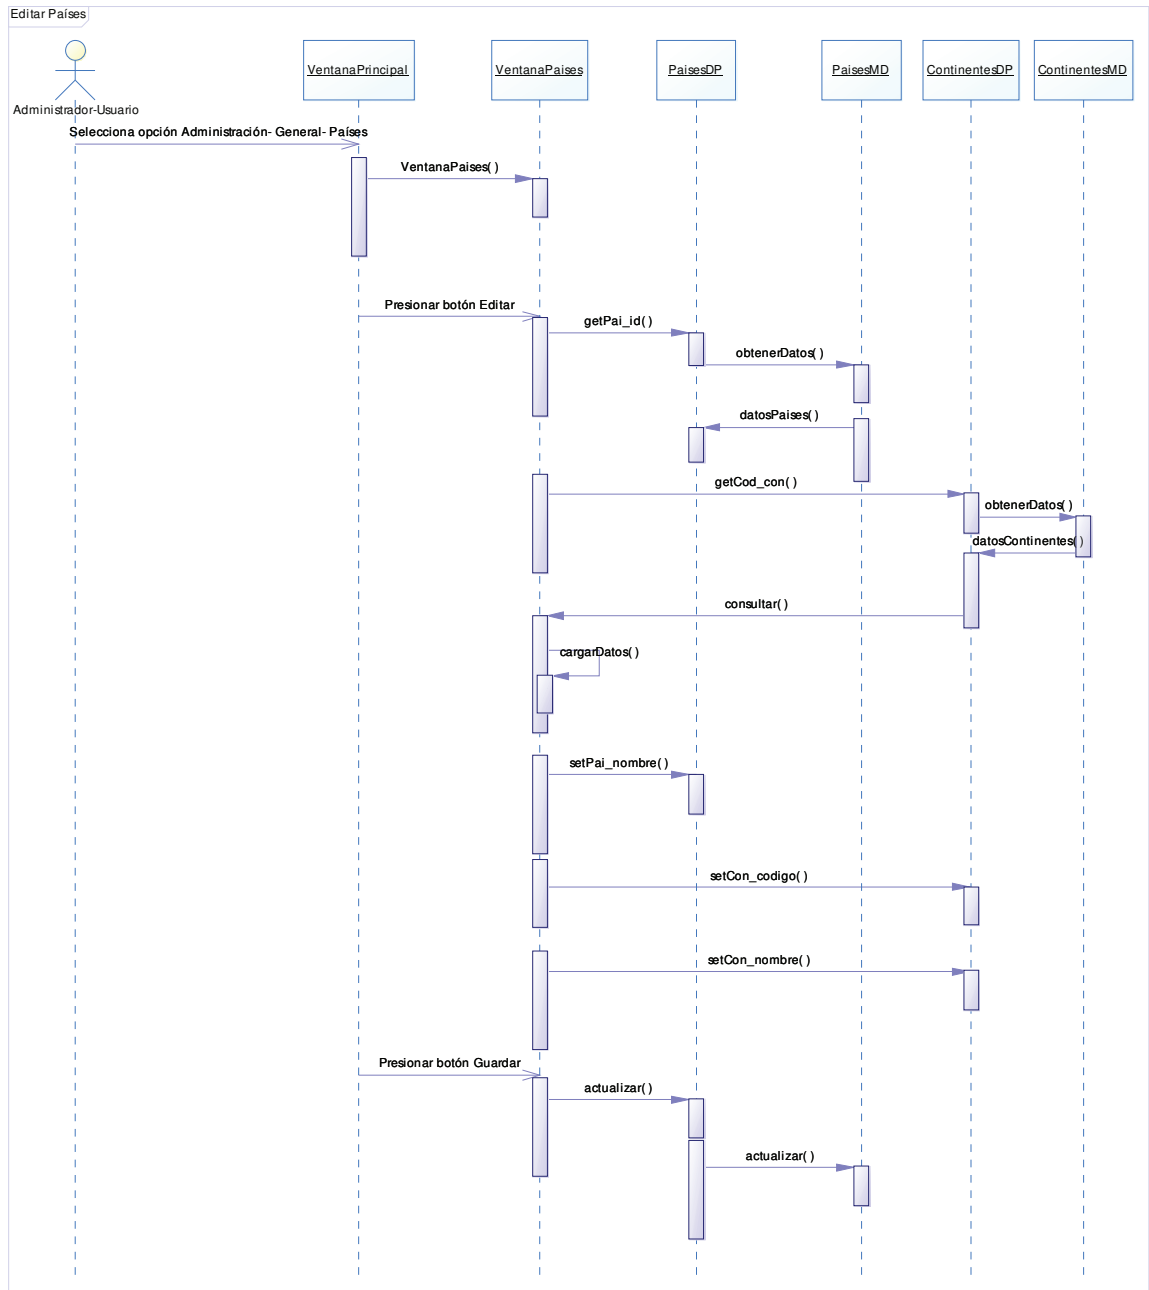 Editar Países
VentanaPrincipal
VentanaPaises
PaisesDP
PaisesMD
ContinentesDP
ContinentesMD
Administrador-Usuario
Selecciona opción Administración- General- Países
VentanaPaises( )
Presionar botón Editar
getPai_id( )
obtenerDatos( )
datosPaises( )
getCod_con( )
obtenerDatos( )
datosContinentes( )
consultar( )
cargarDatos( )
setPai_nombre( )
setCon_codigo( )
setCon_nombre( )
Presionar botón Guardar
actualizar( )
actualizar( )